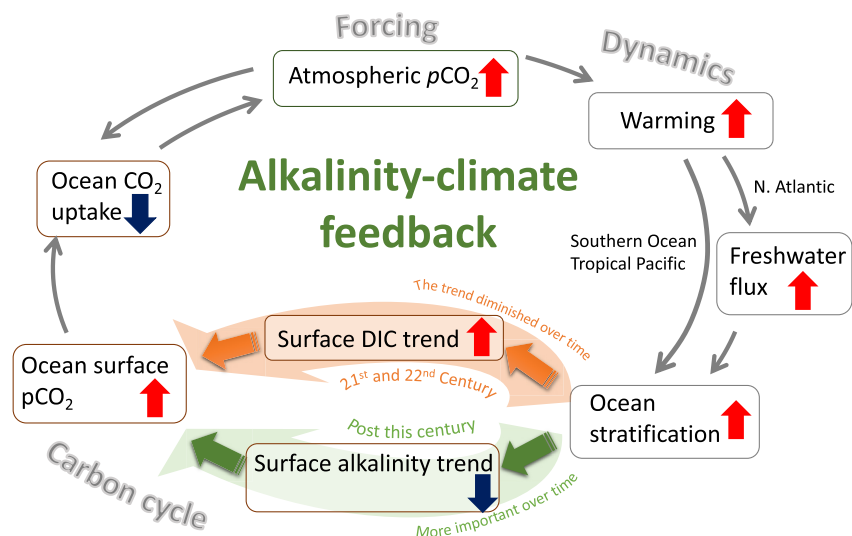 Forcing
Dynamics
Atmospheric pCO₂
Warming
Ocean CO₂
uptake
Alkalinity-climate
feedback
N. Atlantic
Southern Ocean
Tropical Pacific
Freshwater
flux
The trend diminished over time
Surface DIC trend
21st and 22nd Century
Ocean surface
pCO₂
Ocean
stratification
Post this century
Surface alkalinity trend
More important over time
Carbon cycle